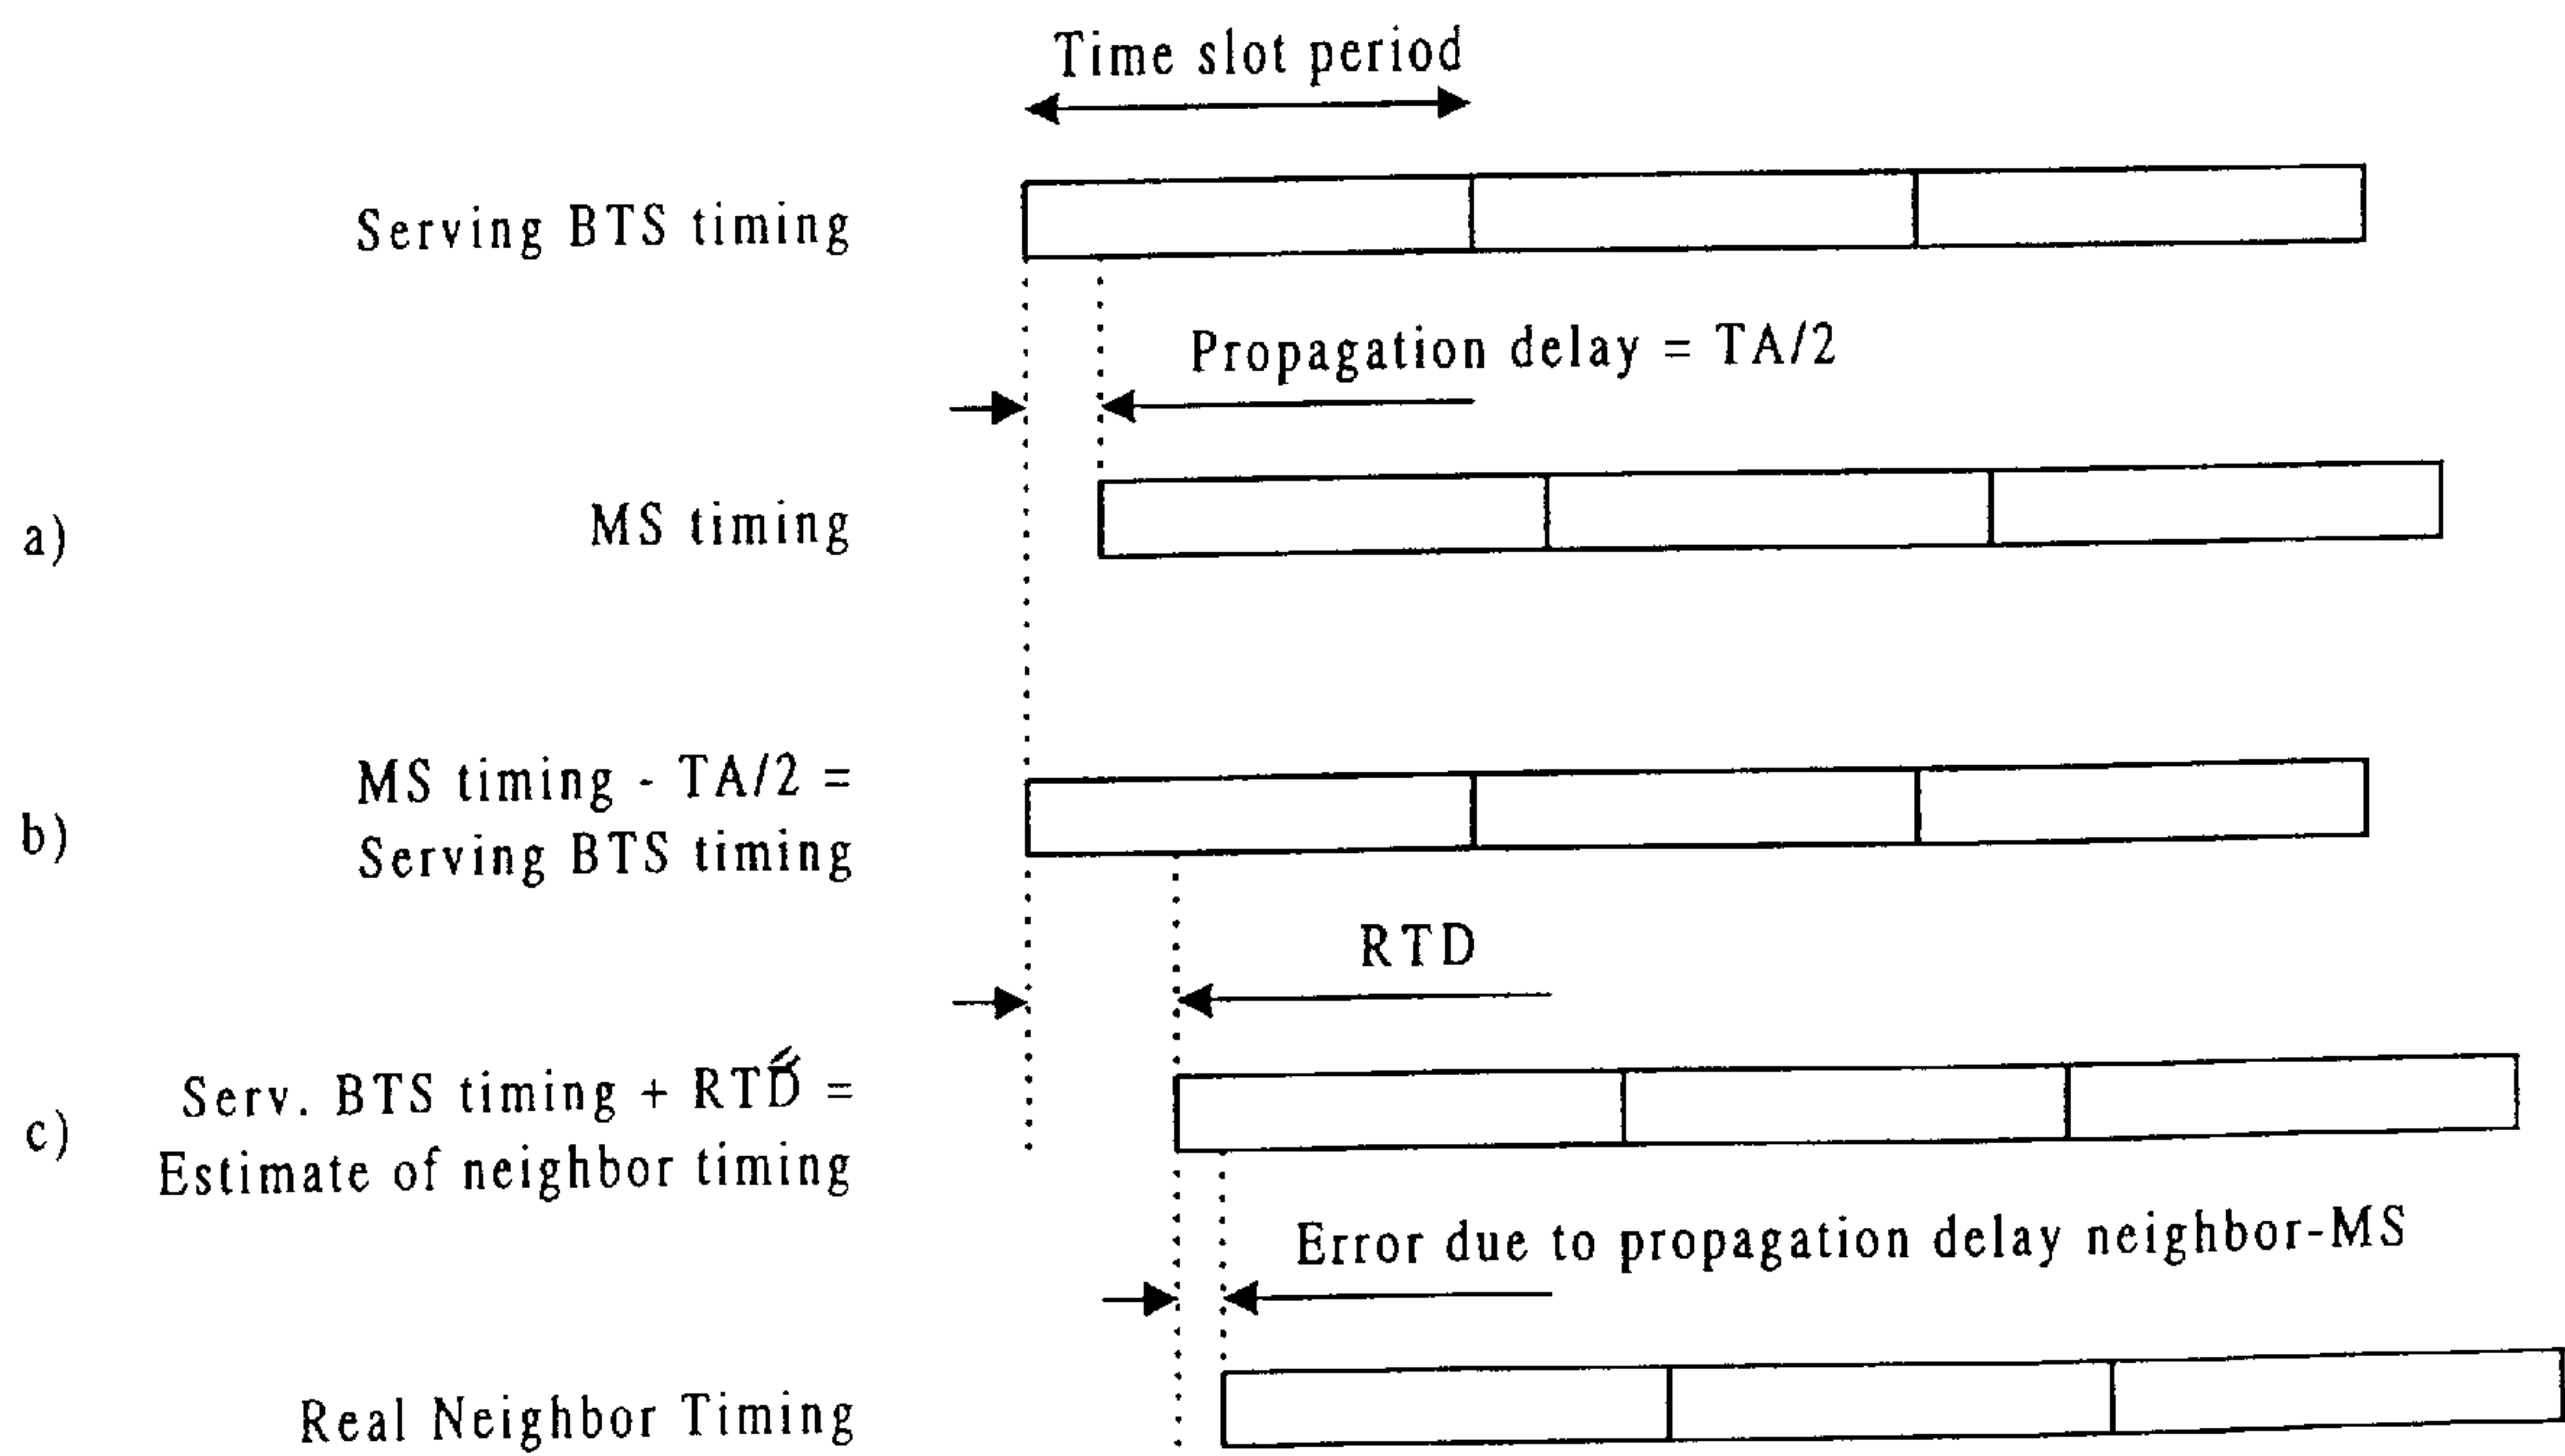 Time slot period
Serving BTS timing
Propagation delay = TA/2
a)
MS timing
b)
MS timing - TA/2 =
Serving BTS timing
RTD
c)
Serv. BTS timing + RTD =
Estimate of neighbor timing
Error due to propagation delay neighbor-MS
Real Neighbor Timing